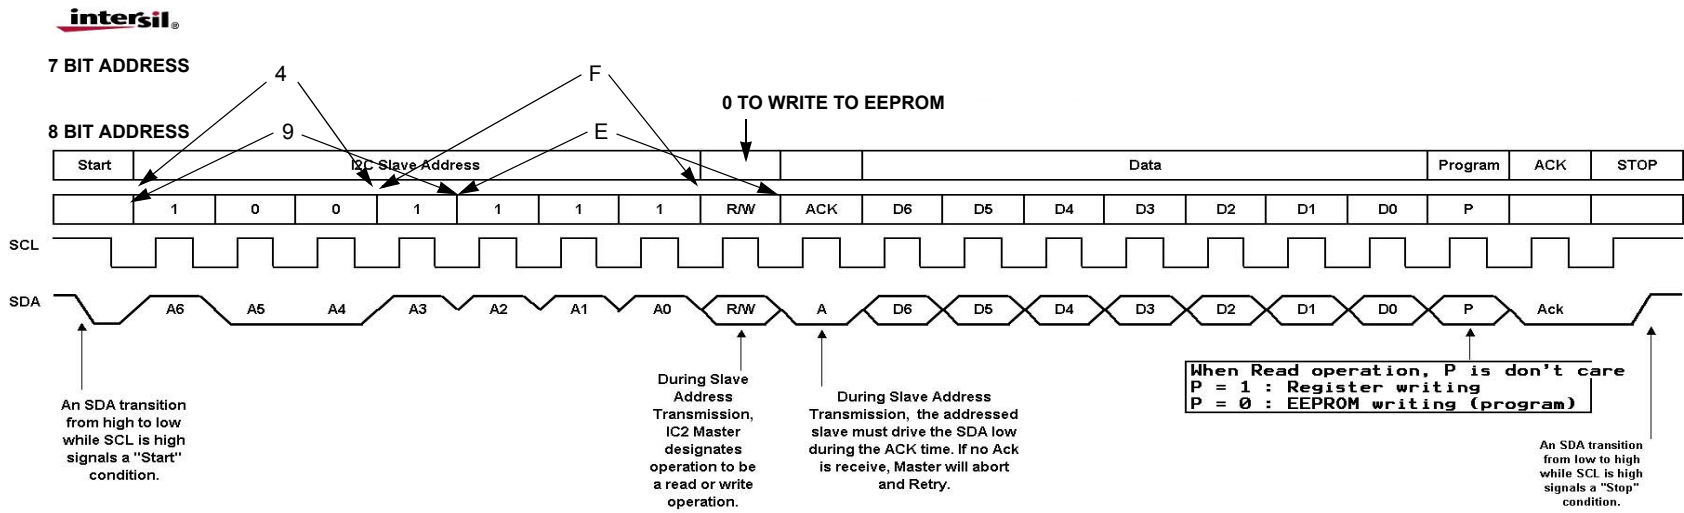 intersil®
7 BIT ADDRESS
4
F
0 TO WRITE TO EEPROM
8 BIT ADDRESS
9
E
Start I2C Slave Address Data Program ACK STOP
1 0 0 1 1 1 1 R/W ACK D6 D5 D4 D3 D2 D1 D0 P
SCL
SDA A6 A5 A4 A3 A2 A1 A0 R/W A D6 D5 D4 D3 D2 D1 D0 P Ack
An SDA transition
from high to low
while SCL is high
signals a "Start"
condition.
During Slave
Address
Transmission,
IC2 Master
designates
operation to be
a read or write
operation.
During Slave Address
Transmission, the addressed
slave must drive the SDA low
during the ACK time. If no Ack
is receive, Master will abort
and Retry.
When Read operation, P is don't care
P = 1 : Register writing
P = 0 : EEPROM writing (program)
An SDA transition
from low to high
while SCL is high
signals a "Stop"
condition.